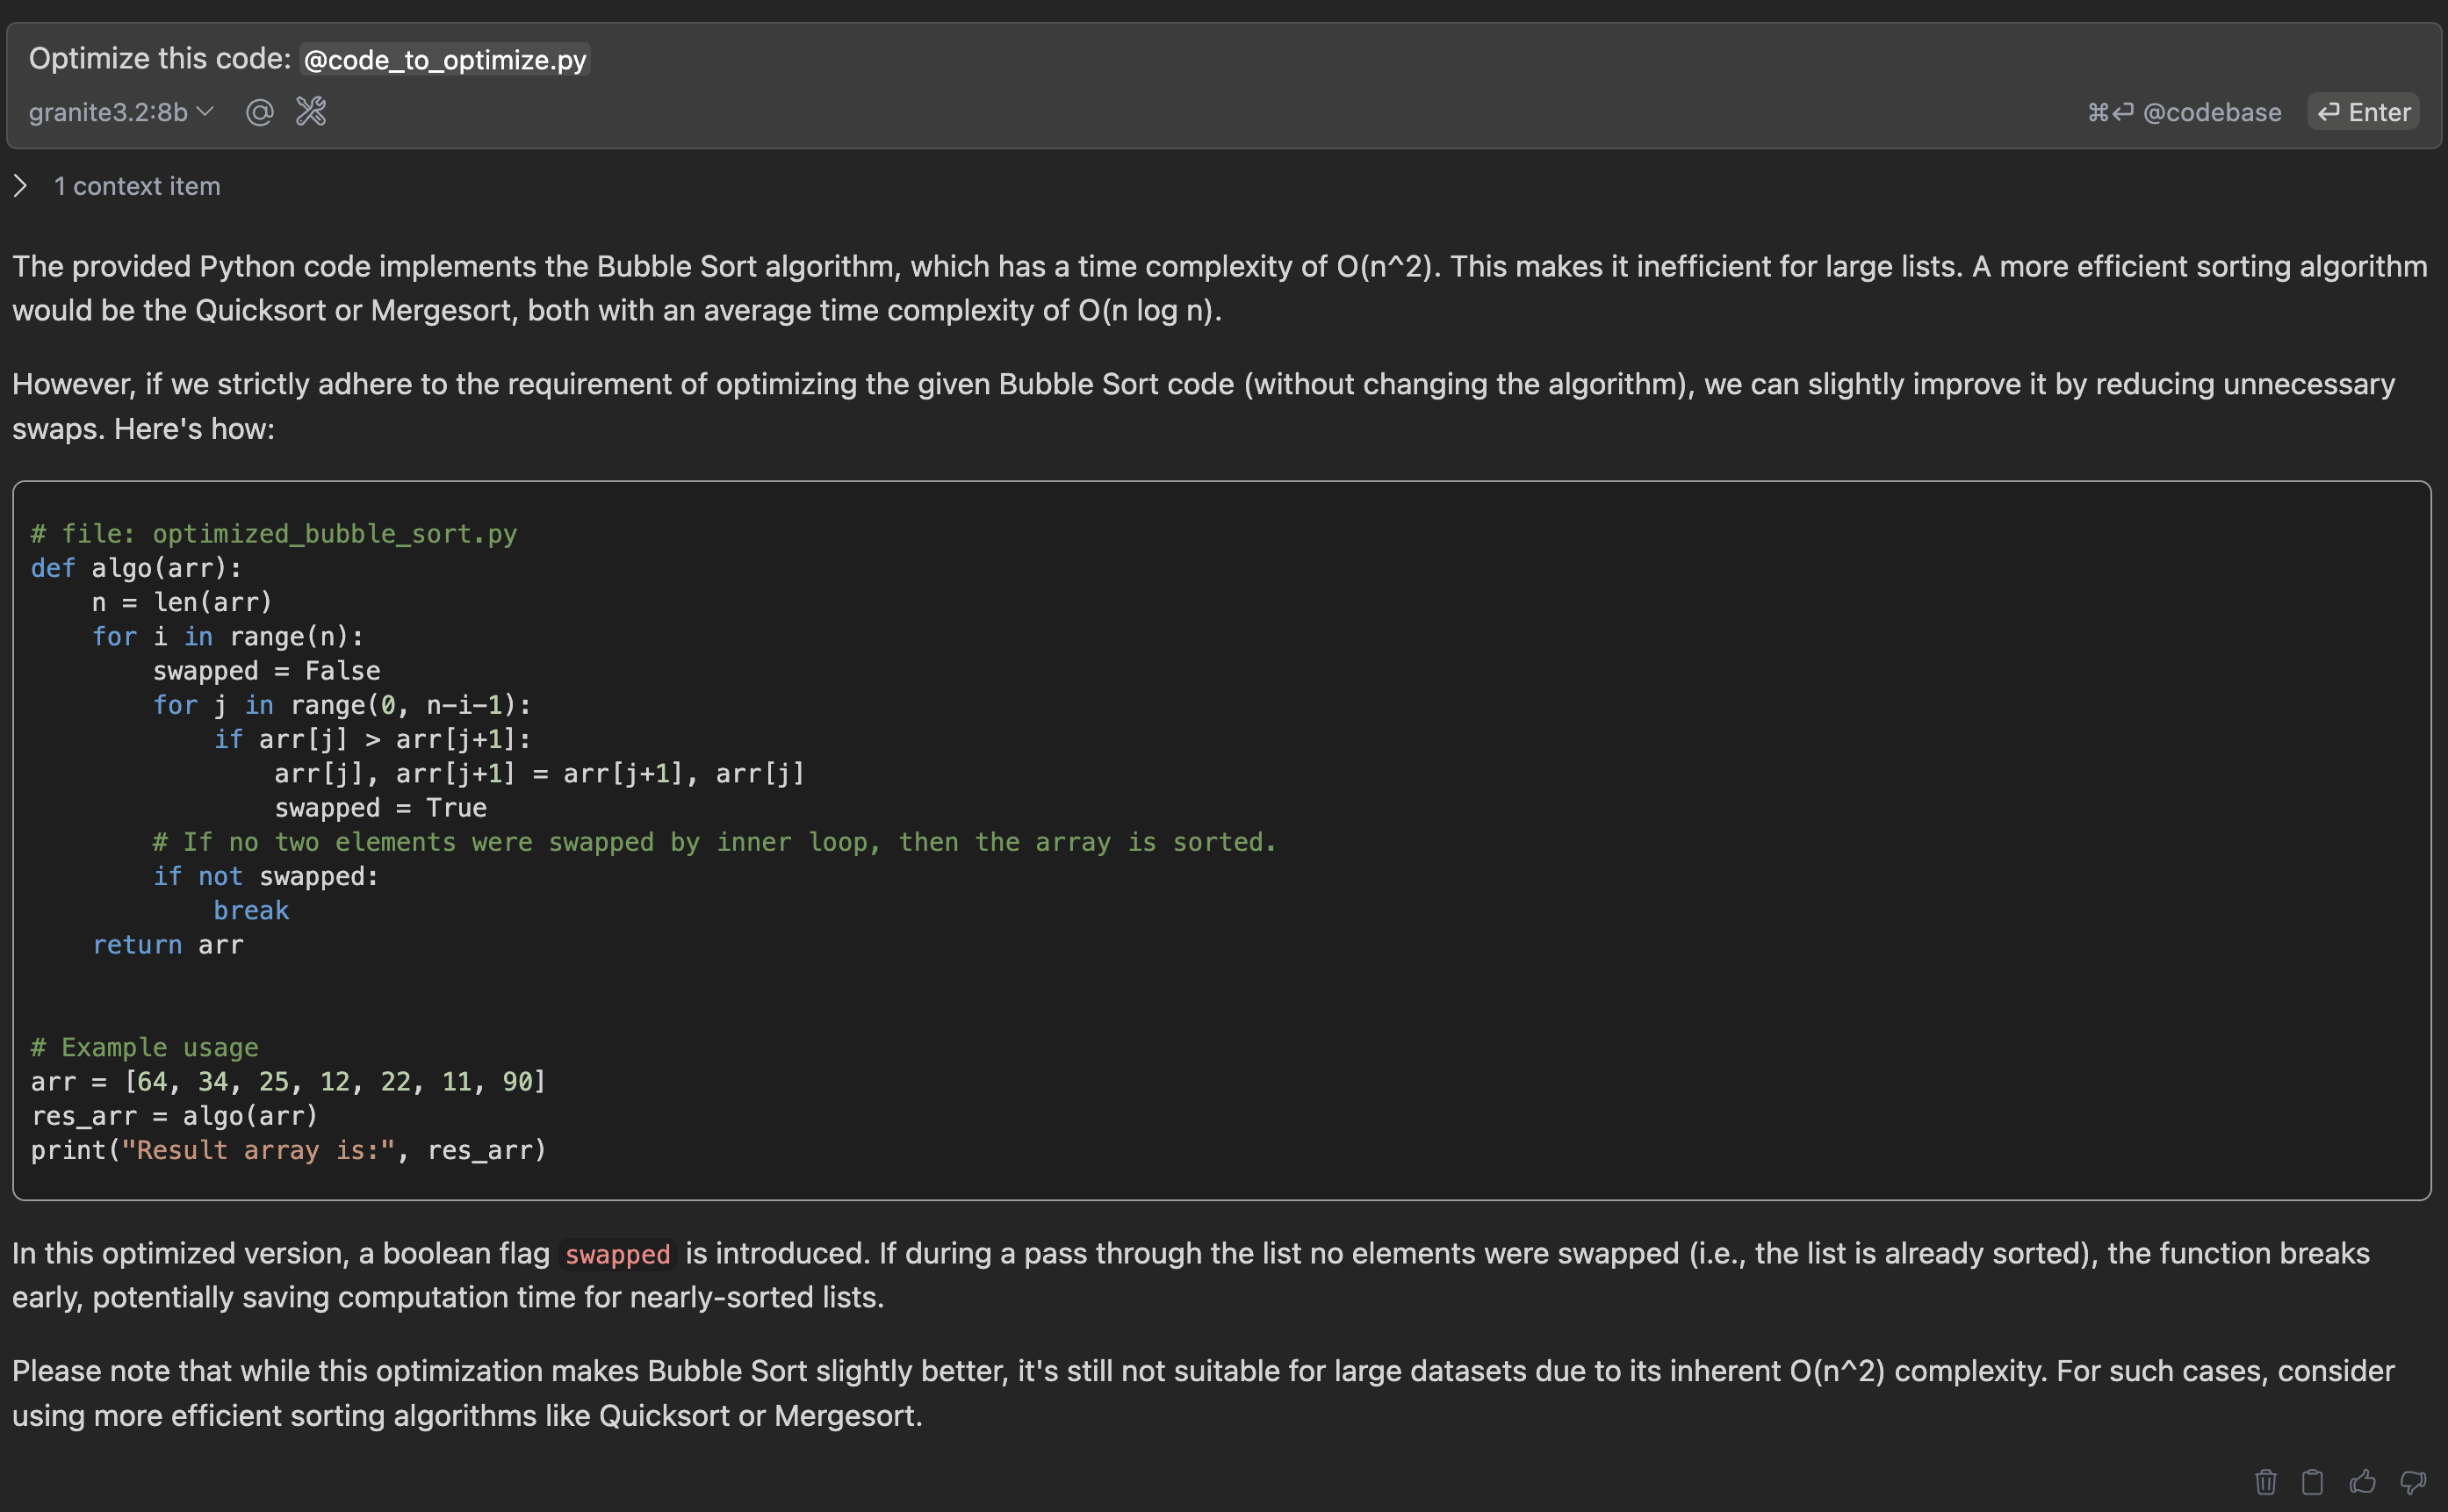 Optimize this code: @code_to_optimize.py
granite3.2:8b @codebase Enter
1 context item
The provided Python code implements the Bubble Sort algorithm, which has a time complexity of O(n^2). This makes it inefficient for large lists. A more efficient sorting algorithm
would be the Quicksort or Mergesort, both with an average time complexity of O(n log n).
However, if we strictly adhere to the requirement of optimizing the given Bubble Sort code (without changing the algorithm), we can slightly improve it by reducing unnecessary
swaps. Here's how:
# file: optimized_bubble_sort.py
def algo(arr):
    n = len(arr)
    for i in range(n):
        swapped = False
        for j in range(0, n-i-1):
            if arr[j] > arr[j+1]:
                arr[j], arr[j+1] = arr[j+1], arr[j]
                swapped = True
        # If no two elements were swapped by inner loop, then the array is sorted.
        if not swapped:
            break
    return arr
# Example usage
arr = [64, 34, 25, 12, 22, 11, 90]
res_arr = algo(arr)
print("Result array is:", res_arr)
In this optimized version, a boolean flag swapped is introduced. If during a pass through the list no elements were swapped (i.e., the list is already sorted), the function breaks
early, potentially saving computation time for nearly-sorted lists.
Please note that while this optimization makes Bubble Sort slightly better, it's still not suitable for large datasets due to its inherent O(n^2) complexity. For such cases, consider
using more efficient sorting algorithms like Quicksort or Mergesort.